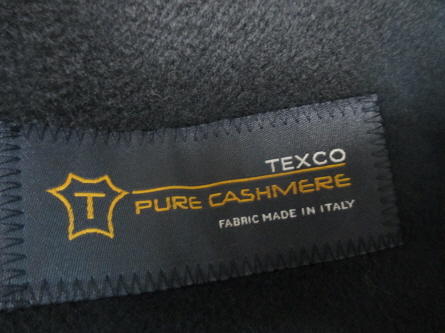 TEXCO
T
PURE CASHMERE
FABRIC MADE IN ITALY